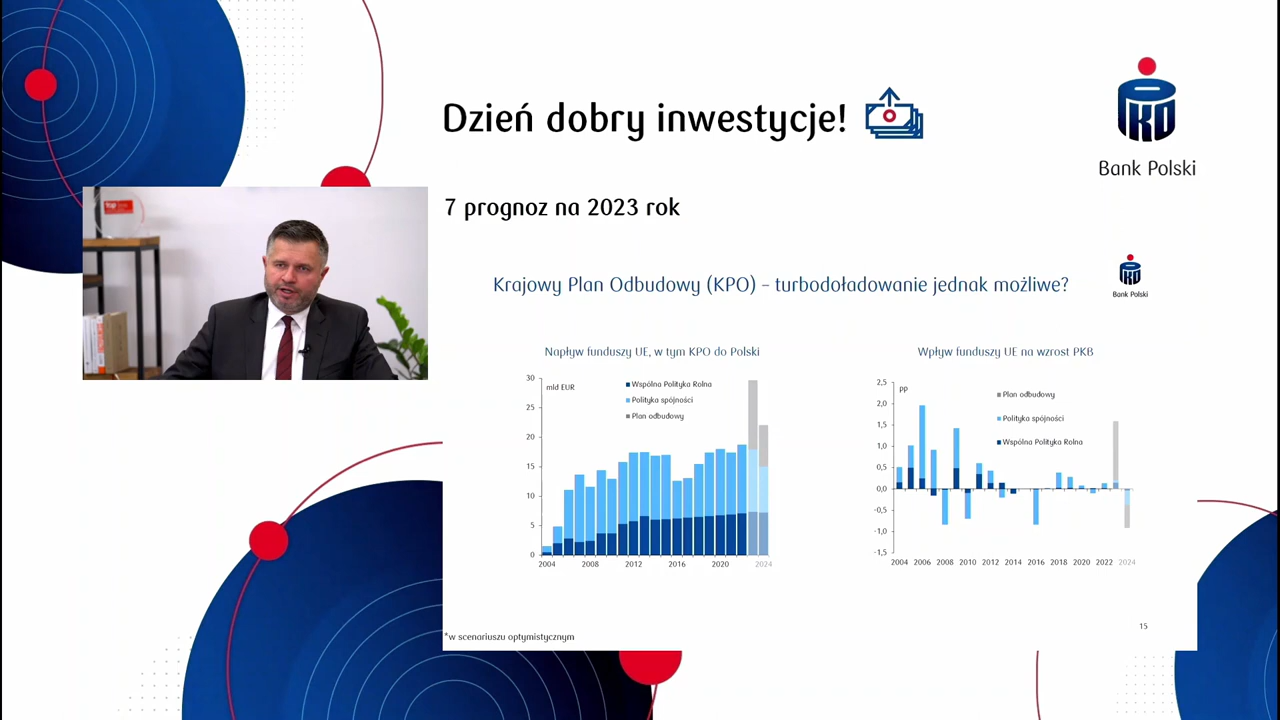 Dzień dobry inwestycje!
PKO
Bank Polski
top
7 prognoz na 2023 rok
Krajowy Plan Odbudowy (KPO) – turbodoładowanie jednak możliwe?
PKO
Bank Polski
Napływ funduszy UE, w tym KPO do Polski
mld EUR
Wspólna Polityka Rolna
Polityka spójności
Plan odbudowy
30
25
20
15
10
5
0
2004 2008 2012 2016 2020 2024
Wpływ funduszy UE na wzrost PKB
pp
Plan odbudowy
Polityka spójności
Wspólna Polityka Rolna
2,5
2,0
1,5
1,0
0,5
0,0
-0,5
-1,0
-1,5
2004 2006 2008 2010 2012 2014 2016 2018 2020 2022 2024
15
*w scenariuszu optymistycznym